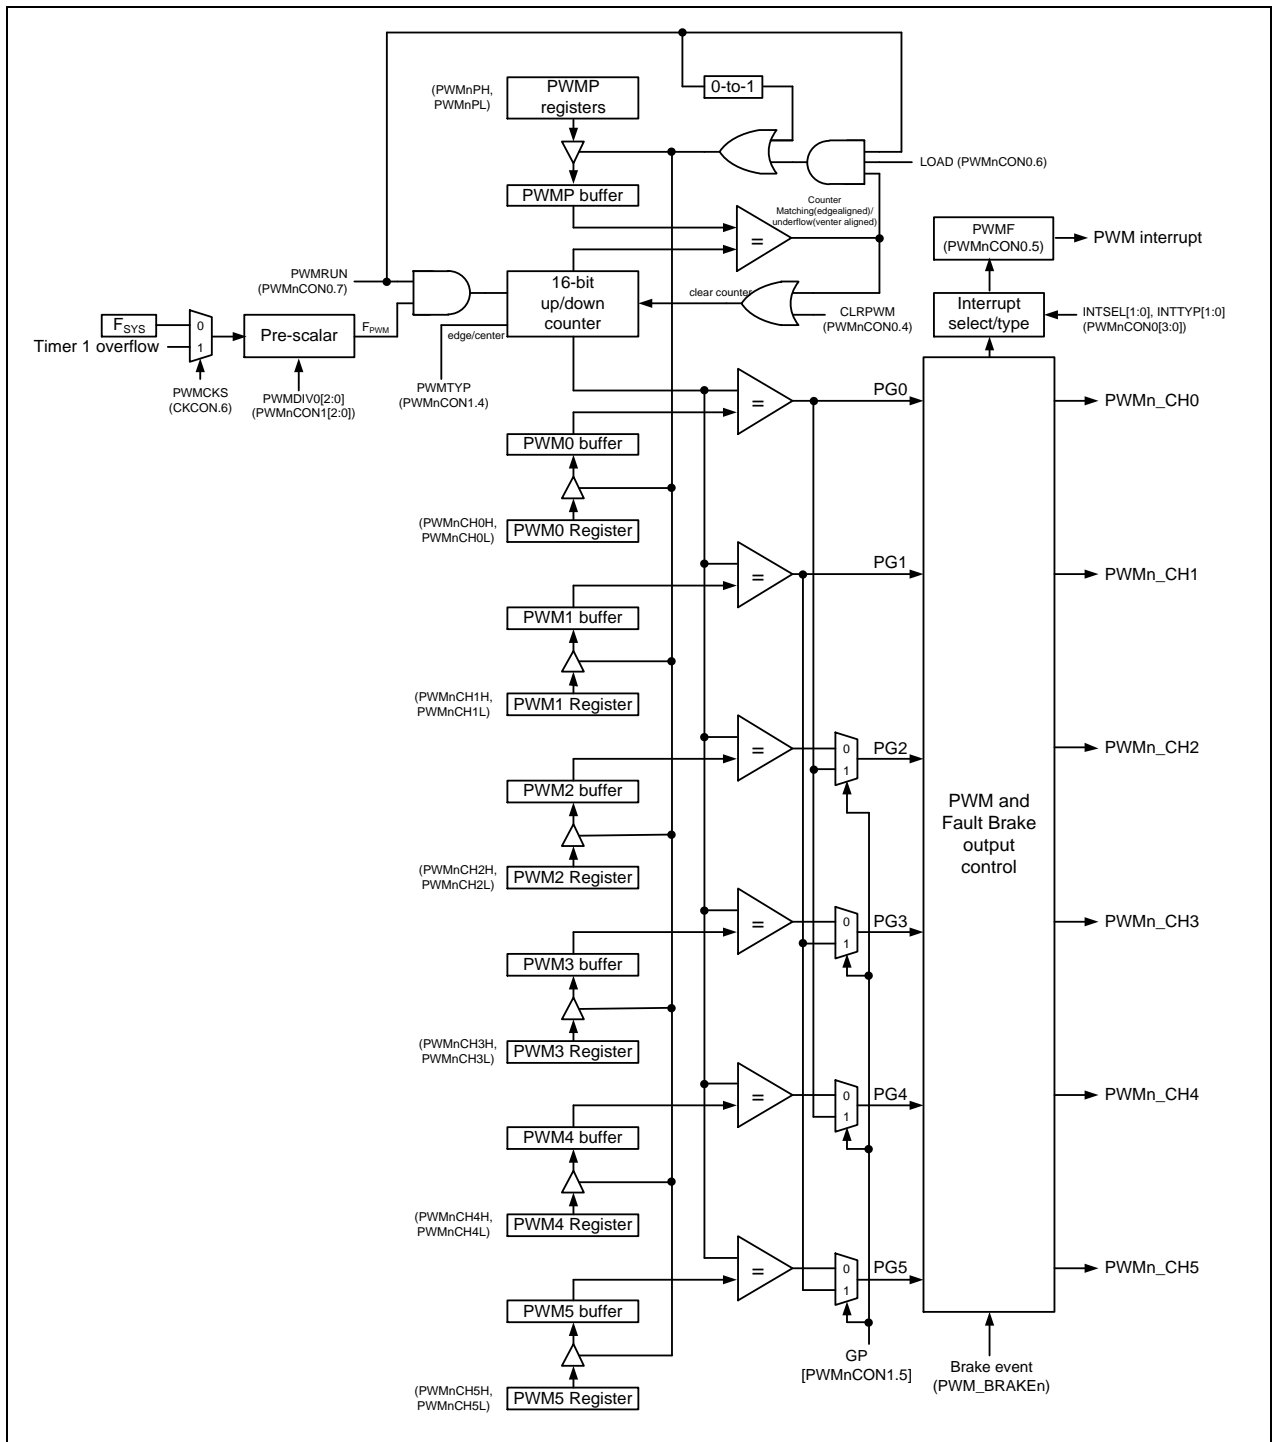 (PWMnPH,
PWMnPL)
PWMP
registers
0-to-1
LOAD (PWMnCON0.6)
PWMP buffer
Counter
Matching(edgealigned)/
underflow(venter aligned)
=
PWMF
(PWMnCON0.5)
PWM interrupt
PWMRUN
(PWMnCON0.7)
16-bit
up/down
counter
clear counter
CLRPWM
(PWMnCON0.4)
Interrupt
select/type
INTSEL[1:0], INTTYP[1:0]
(PWMnCON0[3:0])
FSYS
Timer 1 overflow
0
1
Pre-scalar
FPWM
edge/center
PWMCKS
(CKCON.6)
PWMDIV0[2:0]
(PWMnCON1[2:0])
PWMTYP
(PWMnCON1.4)
=
PG0
PWMn_CH0
PWM0 buffer
(PWMnCH0H,
PWMnCH0L)
PWM0 Register
=
PG1
PWMn_CH1
PWM1 buffer
(PWMnCH1H,
PWMnCH1L)
PWM1 Register
=
0
1
PG2
PWMn_CH2
PWM2 buffer
(PWMnCH2H,
PWMnCH2L)
PWM2 Register
PWM and
Fault Brake
output
control
=
0
1
PG3
PWMn_CH3
PWM3 buffer
(PWMnCH3H,
PWMnCH3L)
PWM3 Register
=
0
1
PG4
PWMn_CH4
PWM4 buffer
(PWMnCH4H,
PWMnCH4L)
PWM4 Register
=
0
1
PG5
PWMn_CH5
PWM5 buffer
(PWMnCH5H,
PWMnCH5L)
PWM5 Register
GP
[PWMnCON1.5]
Brake event
(PWM_BRAKEn)